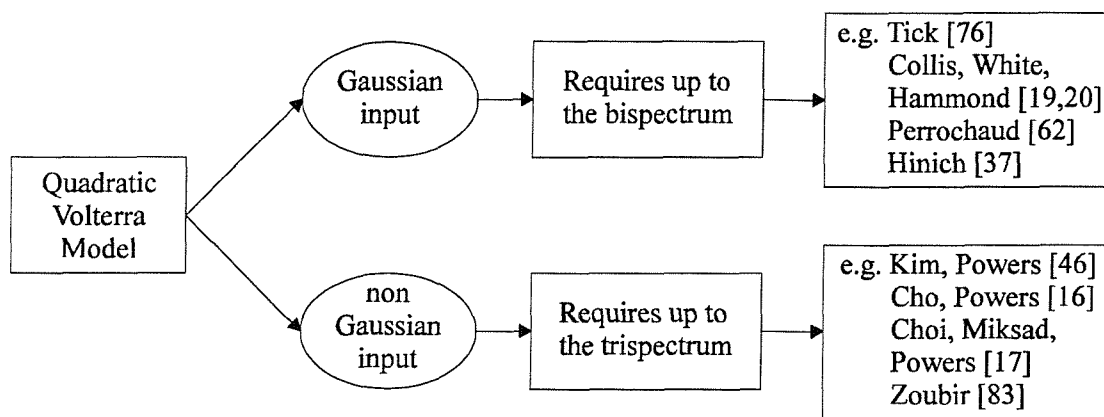 Quadratic
Volterra
Model
Gaussian
input
Requires up to
the bispectrum
e.g. Tick [76]
Collis, White,
Hammond [19,20]
Perrochaud [62]
Hinich [37]
non
Gaussian
input
Requires up to
the trispectrum
e.g. Kim, Powers [46]
Cho, Powers [16]
Choi, Miksad,
Powers [17]
Zoubir [83]